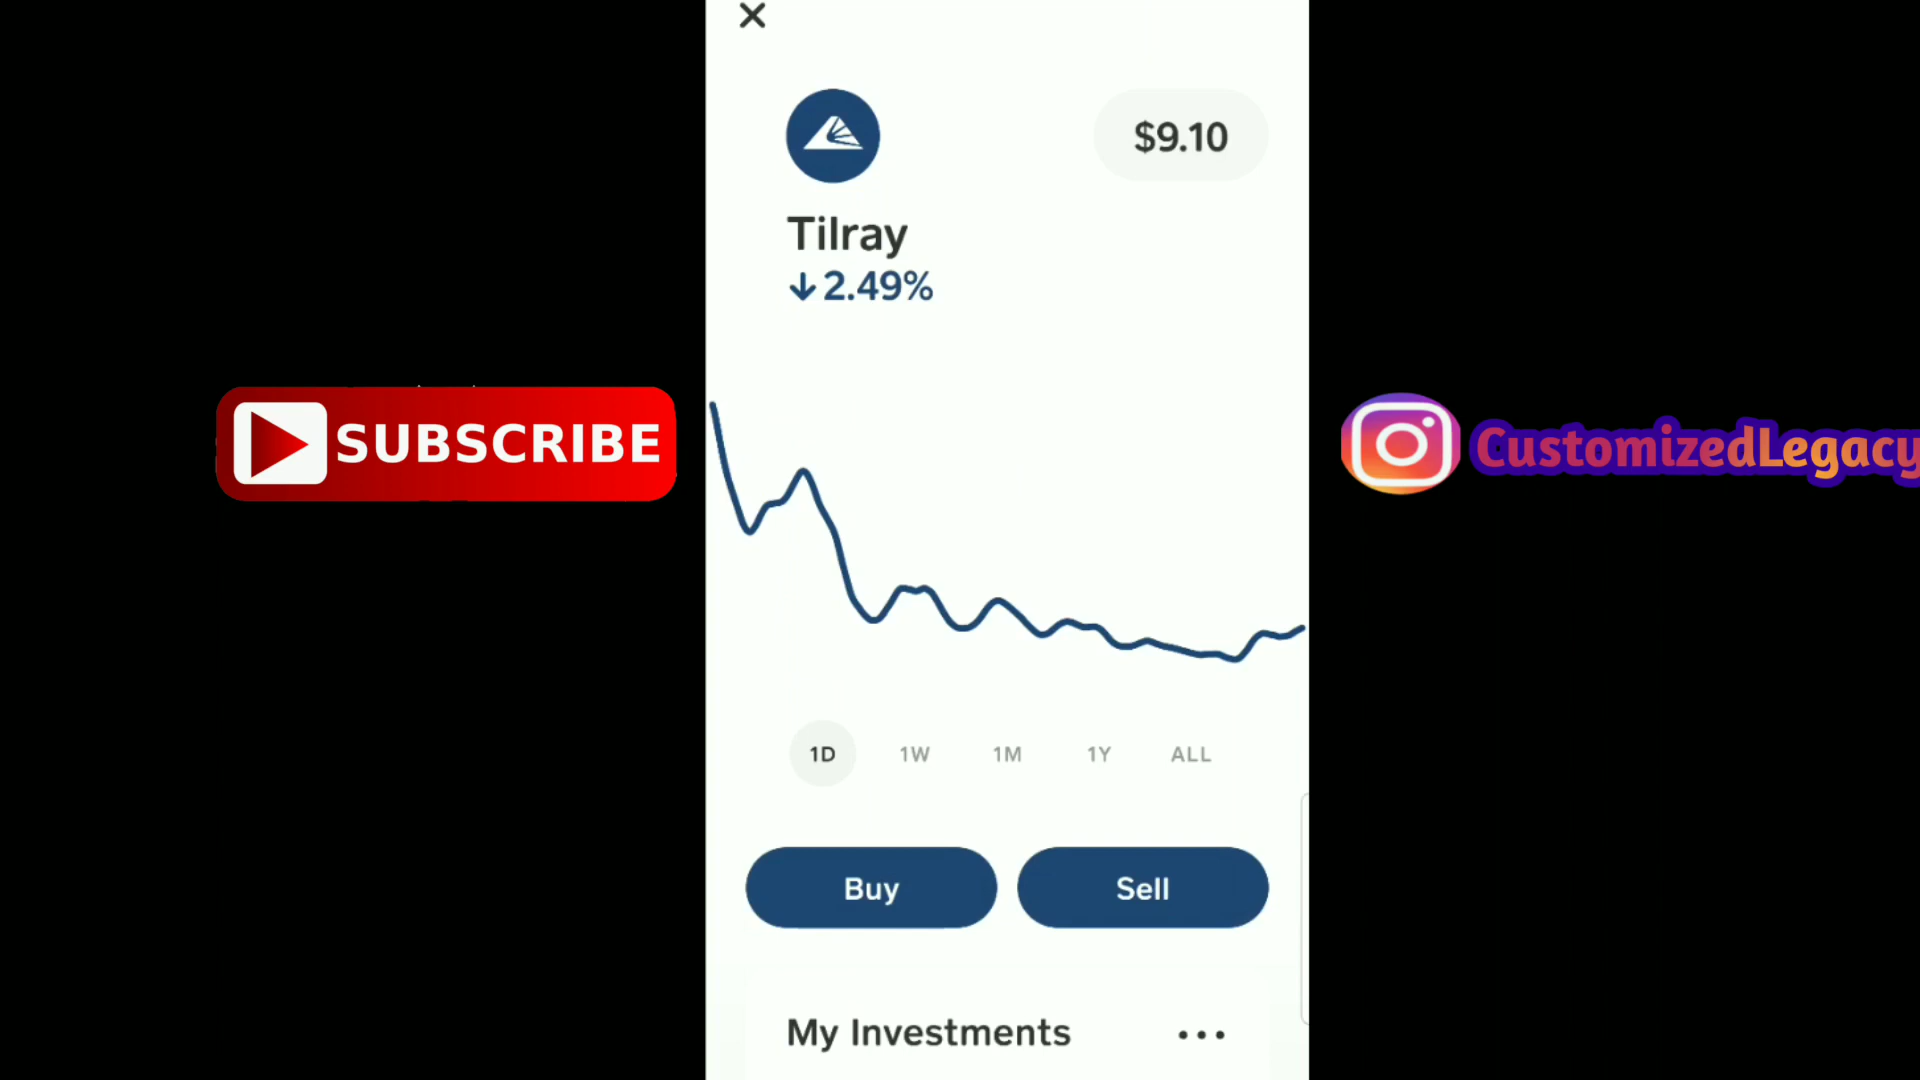 $9.10
Tilray
↓2.49%
SUBSCRIBE
CustomizedLegacy
1D 1W 1M 1Y ALL
Buy Sell
My Investments